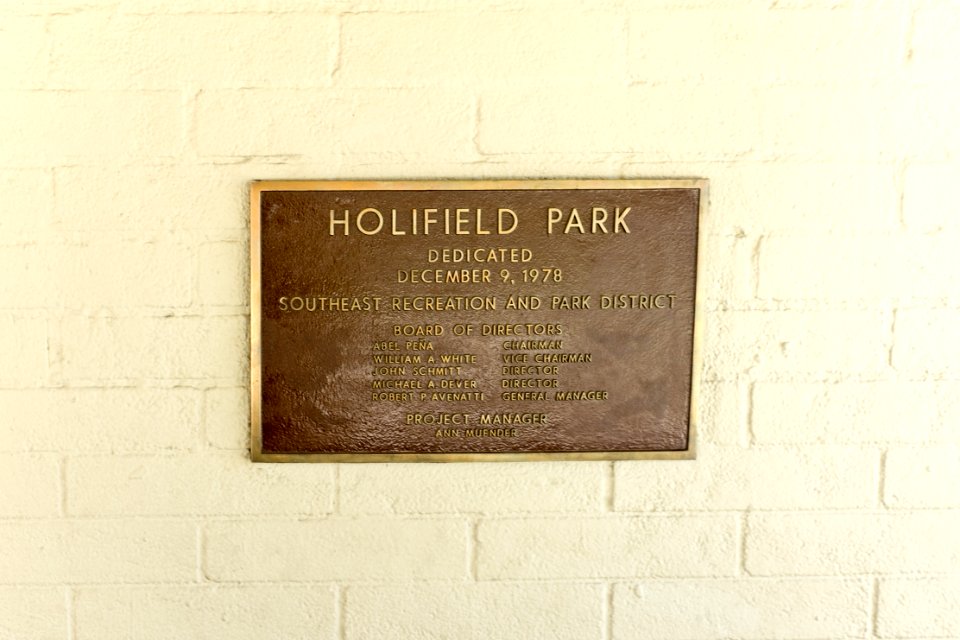 HOLIFIELD PARK
DEDICATED
DECEMBER 9, 1978
SOUTHEAST RECREATION AND PARK DISTRICT
BOARD OF DIRECTORS
ABEL PEÑA CHAIRMAN
WILLIAM A. WHITE VICE CHAIRMAN
JOHN SCHMITT DIRECTOR
MICHAEL A. DEVER DIRECTOR
ROBERT P. AVENATTI GENERAL MANAGER
PROJECT MANAGER
ANN MUENDER